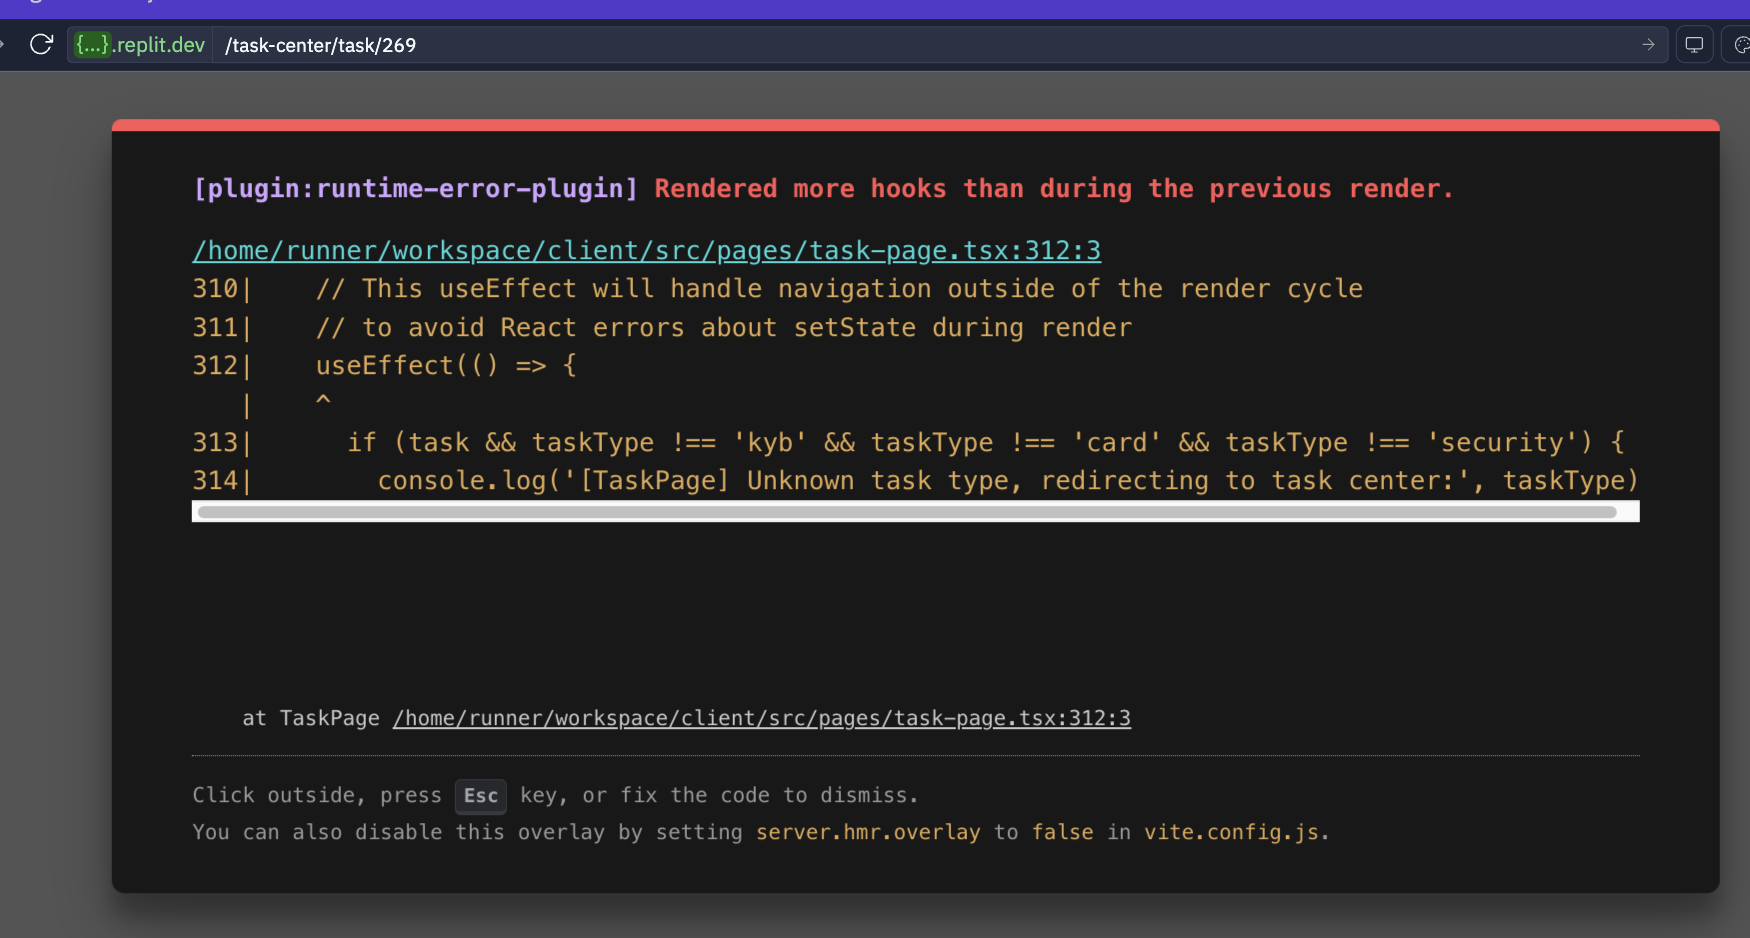 {...}.replit.dev /task-center/task/269
[plugin:runtime-error-plugin] Rendered more hooks than during the previous render.
/home/runner/workspace/client/src/pages/task-page.tsx:312:3
310|    // This useEffect will handle navigation outside of the render cycle
311|    // to avoid React errors about setState during render
312|    useEffect(() => {
   |    ^
313|      if (task && taskType !== 'kyb' && taskType !== 'card' && taskType !== 'security') {
314|        console.log('[TaskPage] Unknown task type, redirecting to task center:', taskType)
at TaskPage /home/runner/workspace/client/src/pages/task-page.tsx:312:3
Click outside, press Esc key, or fix the code to dismiss.
You can also disable this overlay by setting server.hmr.overlay to false in vite.config.js.